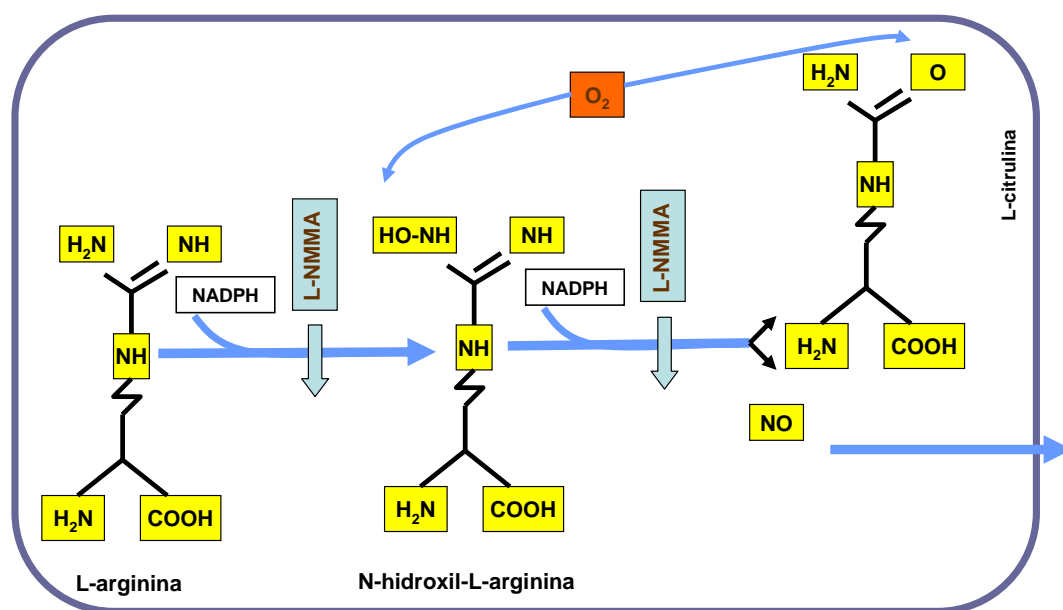 O₂
H₂N
O
NH
L-citrulina
H₂N
COOH
H₂N
NH
NADPH
L-NMMA
NH
H₂N
COOH
L-arginina
HO-NH
NH
NADPH
L-NMMA
NH
H₂N
COOH
N-hidroxil-L-arginina
NO